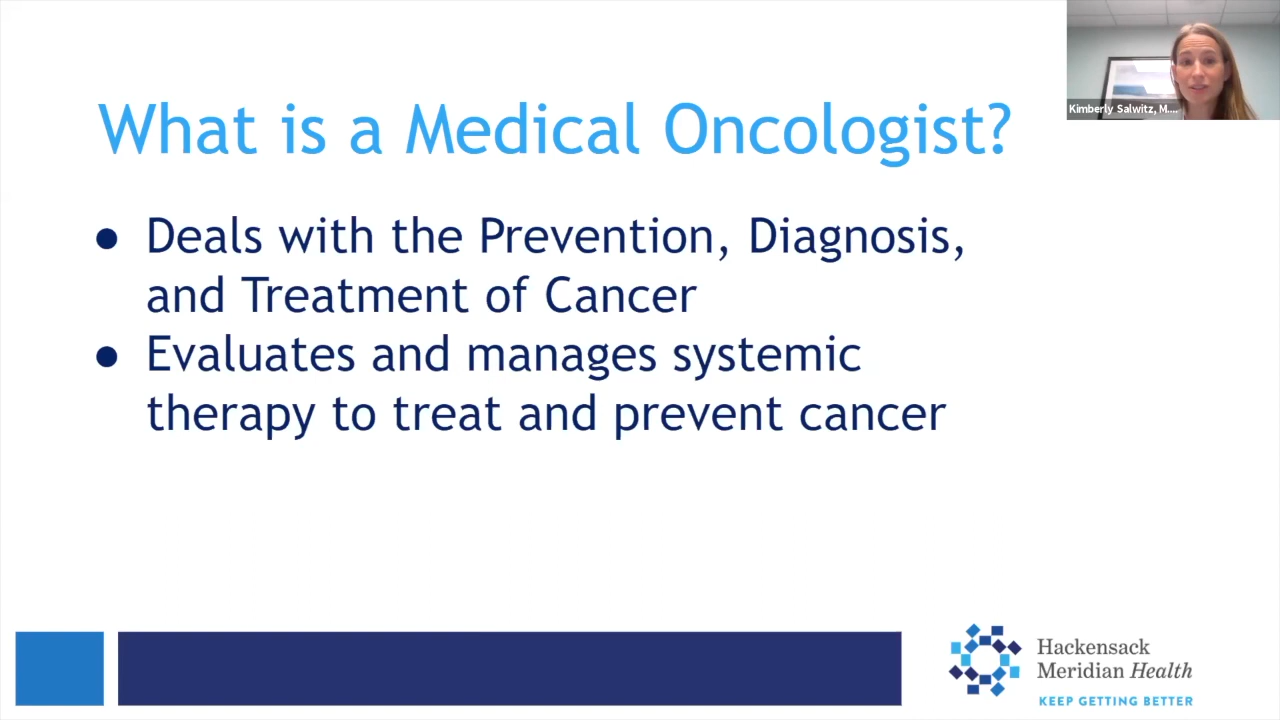 Kimberly Salwitz, M....
What is a Medical Oncologist?
● Deals with the Prevention, Diagnosis,
and Treatment of Cancer
● Evaluates and manages systemic
therapy to treat and prevent cancer
Hackensack
Meridian Health
KEEP GETTING BETTER